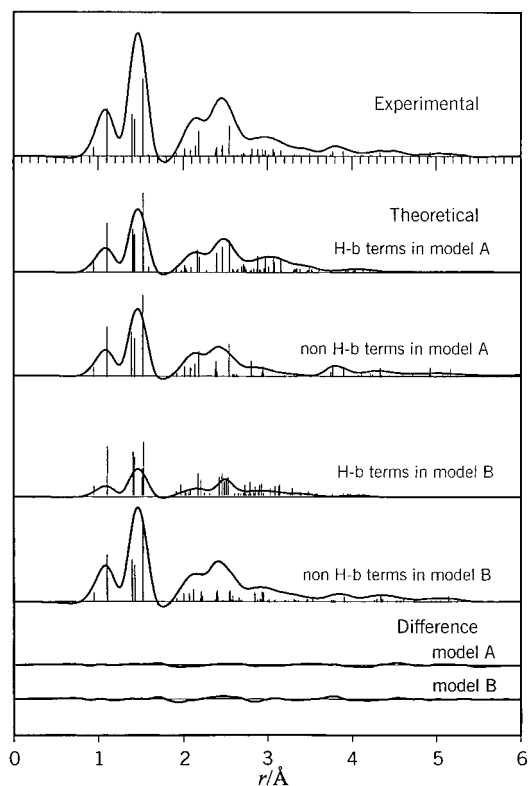 Experimental
Theoretical
H-b terms in model A
non H-b terms in model A
H-b terms in model B
non H-b terms in model B
Difference
model A
model B
0 1 2 3 4 5 6
r/Å